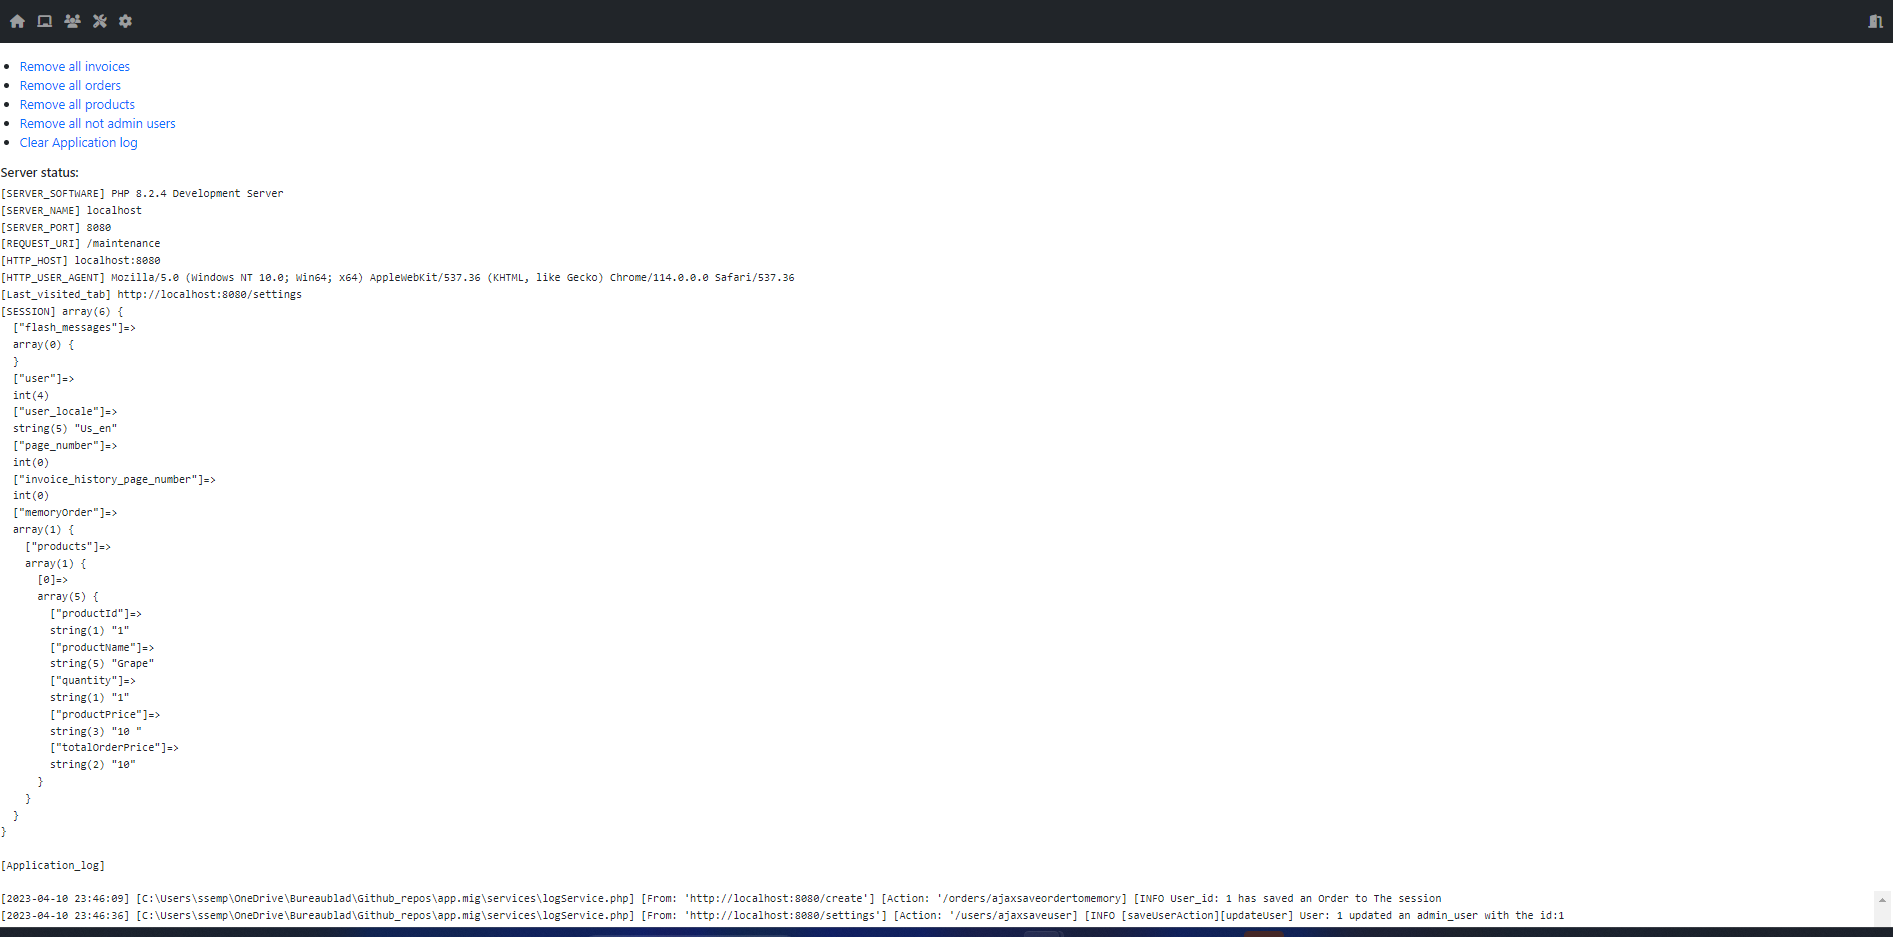 Remove all invoices
Remove all orders
Remove all products
Remove all not admin users
Clear Application log
Server status:
[SERVER_SOFTWARE] PHP 8.2.4 Development Server
[SERVER_NAME] localhost
[SERVER_PORT] 8080
[REQUEST_URI] /maintenance
[HTTP_HOST] localhost:8080
[HTTP_USER_AGENT] Mozilla/5.0 (Windows NT 10.0; Win64; x64) AppleWebKit/537.36 (KHTML, like Gecko) Chrome/114.0.0.0 Safari/537.36
[Last_visited_tab] http://localhost:8080/settings
[SESSION] array(6) {
  ["flash_messages"]=>
  array(0) {
  }
  ["user"]=>
  int(4)
  ["user_locale"]=>
  string(5) "Us_en"
  ["page_number"]=>
  int(0)
  ["invoice_history_page_number"]=>
  int(0)
  ["memoryOrder"]=>
  array(1) {
    ["products"]=>
    array(1) {
      [0]=>
      array(5) {
        ["productId"]=>
        string(1) "1"
        ["productName"]=>
        string(5) "Grape"
        ["quantity"]=>
        string(1) "1"
        ["productPrice"]=>
        string(3) "10 "
        ["totalOrderPrice"]=>
        string(2) "10"
      }
    }
  }
}
[Application_log]
[2023-04-10 23:46:09] [C:\Users\ssemp\OneDrive\Bureaublad\Github_repos\app.mig\services\logService.php] [From: 'http://localhost:8080/create'] [Action: '/orders/ajaxsaveordertomemory] [INFO User_id: 1 has saved an Order to The session
[2023-04-10 23:46:36] [C:\Users\ssemp\OneDrive\Bureaublad\Github_repos\app.mig\services\logService.php] [From: 'http://localhost:8080/settings'] [Action: '/users/ajaxsaveuser] [INFO [saveUserAction][updateUser] User: 1 updated an admin_user with the id:1